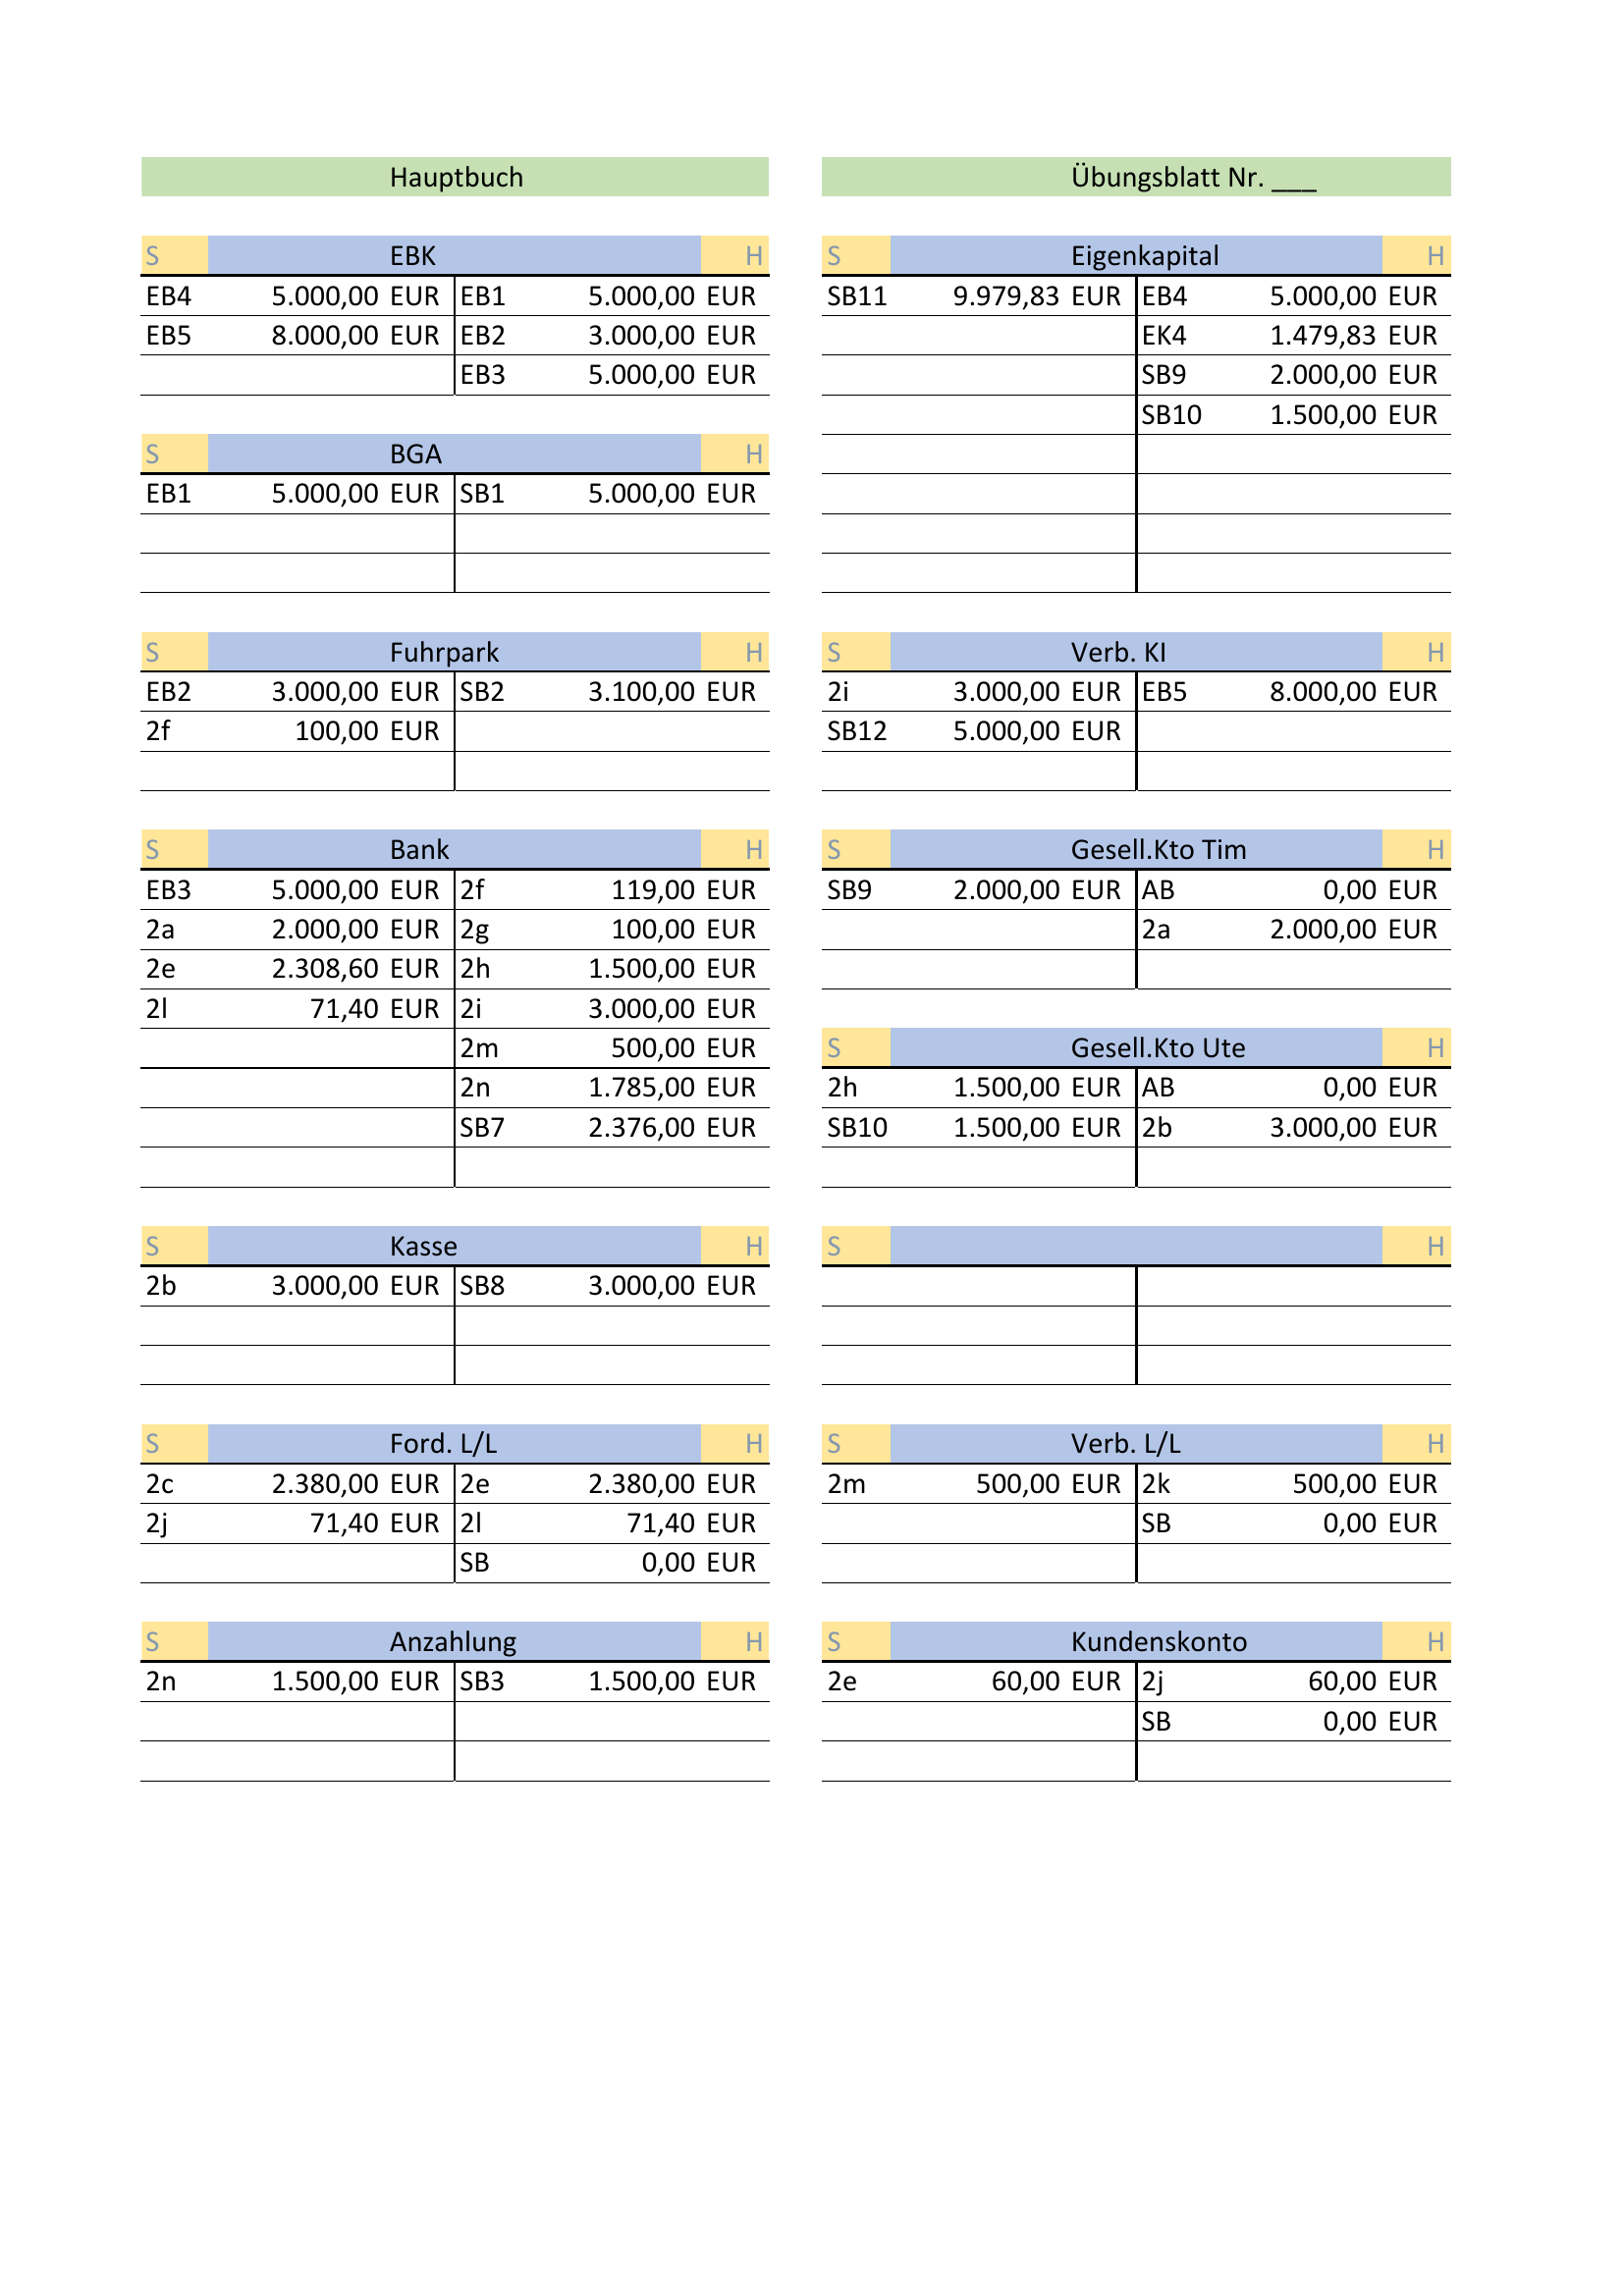 Hauptbuch
Übungsblatt Nr. ___
S EBK H
EB4 5.000,00 EUR EB1 5.000,00 EUR
EB5 8.000,00 EUR EB2 3.000,00 EUR
EB3 5.000,00 EUR
S BGA H
EB1 5.000,00 EUR SB1 5.000,00 EUR
S Fuhrpark H
EB2 3.000,00 EUR SB2 3.100,00 EUR
2f 100,00 EUR
S Bank H
EB3 5.000,00 EUR 2f 119,00 EUR
2a 2.000,00 EUR 2g 100,00 EUR
2e 2.308,60 EUR 2h 1.500,00 EUR
2l 71,40 EUR 2i 3.000,00 EUR
2m 500,00 EUR
2n 1.785,00 EUR
SB7 2.376,00 EUR
S Kasse H
2b 3.000,00 EUR SB8 3.000,00 EUR
S Ford. L/L H
2c 2.380,00 EUR 2e 2.380,00 EUR
2j 71,40 EUR 2l 71,40 EUR
SB 0,00 EUR
S Anzahlung H
2n 1.500,00 EUR SB3 1.500,00 EUR
S Eigenkapital H
SB11 9.979,83 EUR EB4 5.000,00 EUR
EK4 1.479,83 EUR
SB9 2.000,00 EUR
SB10 1.500,00 EUR
S Verb. KI H
2i 3.000,00 EUR EB5 8.000,00 EUR
SB12 5.000,00 EUR
S Gesell.Kto Tim H
SB9 2.000,00 EUR AB 0,00 EUR
2a 2.000,00 EUR
S Gesell.Kto Ute H
2h 1.500,00 EUR AB 0,00 EUR
SB10 1.500,00 EUR 2b 3.000,00 EUR
S H
S Verb. L/L H
2m 500,00 EUR 2k 500,00 EUR
SB 0,00 EUR
S Kundenskonto H
2e 60,00 EUR 2j 60,00 EUR
SB 0,00 EUR